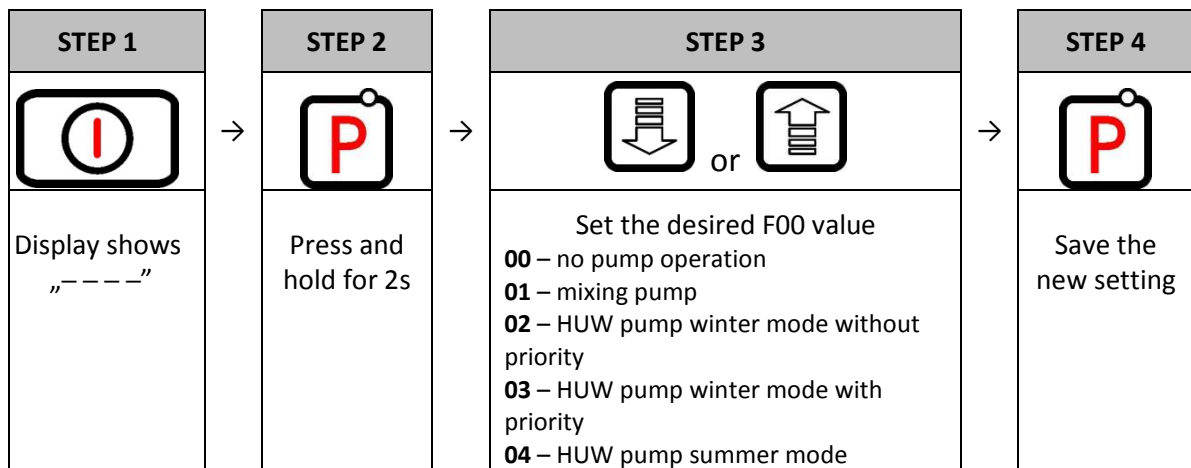 STEP 1
Display shows
„– – – –”
→
STEP 2
P
Press and
hold for 2s
→
STEP 3
or
Set the desired F00 value
00 – no pump operation
01 – mixing pump
02 – HUW pump winter mode without
priority
03 – HUW pump winter mode with
priority
04 – HUW pump summer mode
→
STEP 4
P
Save the
new setting